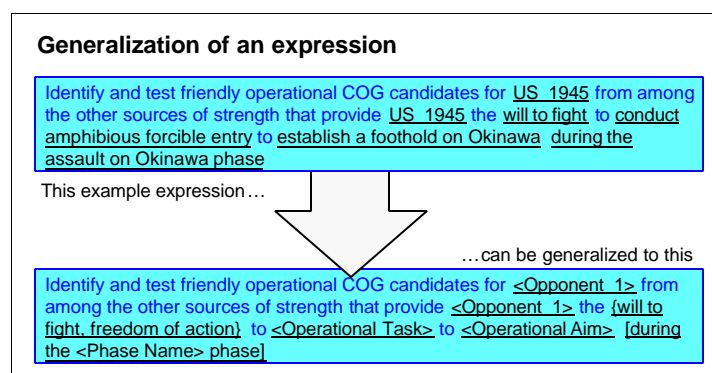 Generalization of an expression
Identify and test friendly operational COG candidates for US_1945 from among
the other sources of strength that provide US_1945 the will to fight to conduct
amphibious forcible entry to establish a foothold on Okinawa during the
assault on Okinawa phase
This example expression…
…can be generalized to this
Identify and test friendly operational COG candidates for <Opponent_1> from
among the other sources of strength that provide <Opponent_1> the {will to
fight, freedom of action} to <Operational Task> to <Operational Aim> [during
the <Phase Name> phase]